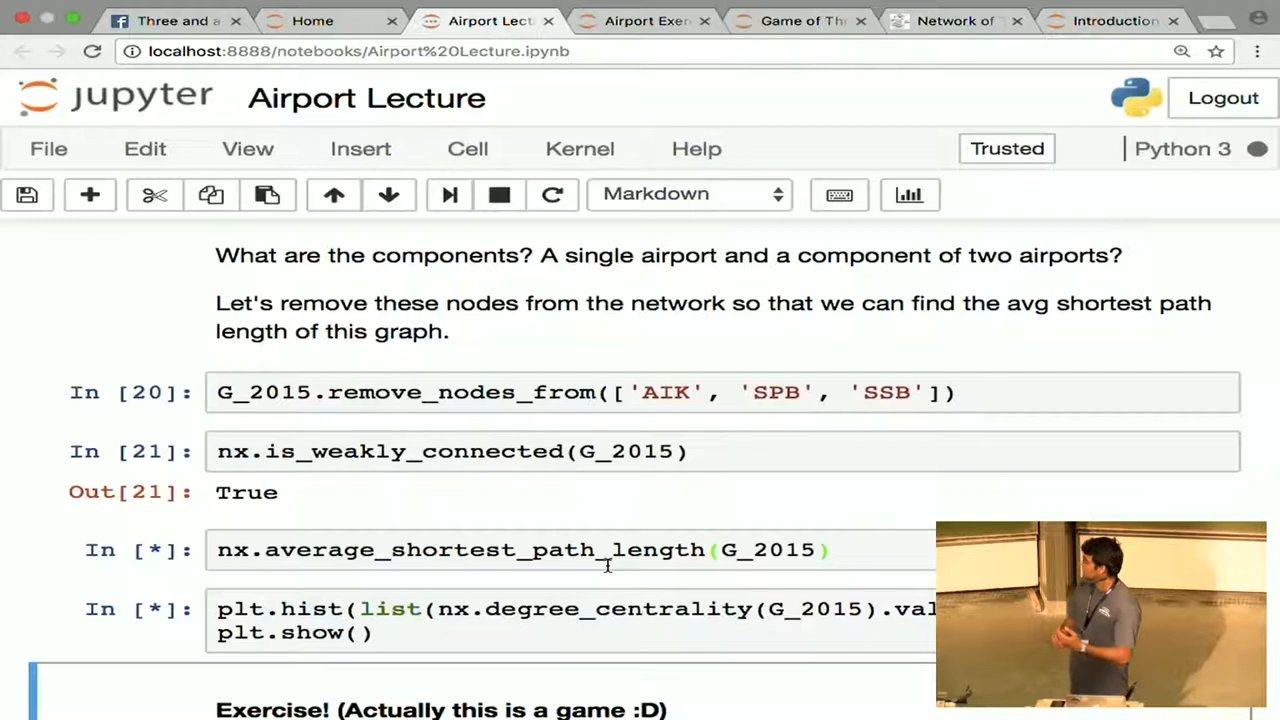 Three and a
Home
Airport Lect
Airport Exer
Game of Th
Network of
Introduction
localhost:8888/notebooks/Airport%20Lecture.ipynb
jupyter Airport Lecture
Logout
File Edit View Insert Cell Kernel Help Trusted Python 3
Markdown
What are the components? A single airport and a component of two airports?
Let's remove these nodes from the network so that we can find the avg shortest path
length of this graph.
In [20]: G_2015.remove_nodes_from(['AIK', 'SPB', 'SSB'])
In [21]: nx.is_weakly_connected(G_2015)
Out[21]: True
In [*]: nx.average_shortest_path_length(G_2015)
In [*]: plt.hist(list(nx.degree_centrality(G_2015).val
plt.show()
Exercise! (Actually this is a game :D)